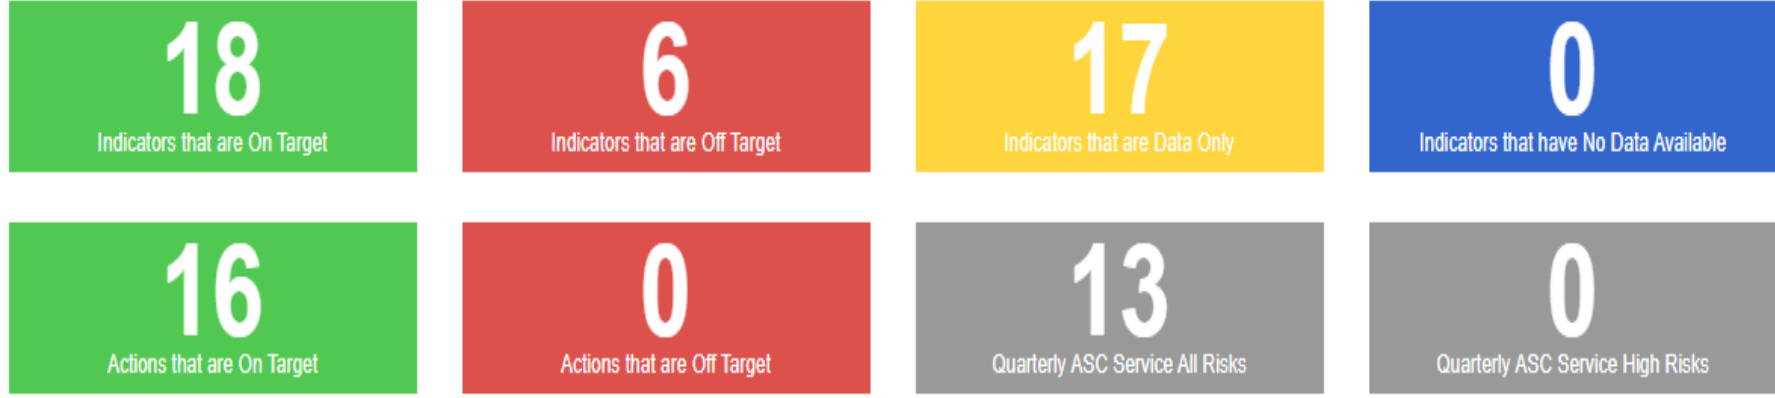 18
Indicators that are On Target
6
Indicators that are Off Target
17
Indicators that are Data Only
0
Indicators that have No Data Available
16
Actions that are On Target
0
Actions that are Off Target
13
Quarterly ASC Service All Risks
0
Quarterly ASC Service High Risks